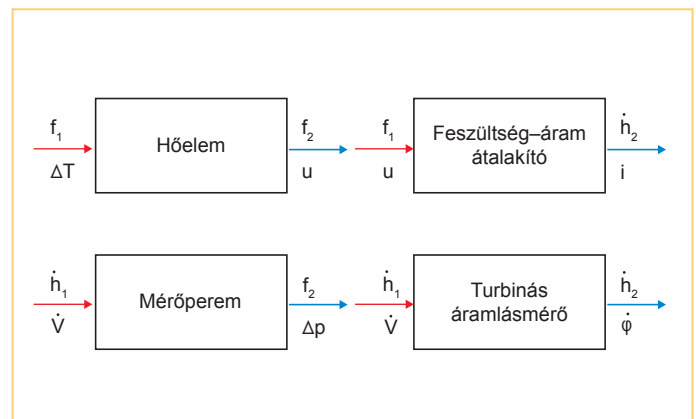 f₁
ΔT
Hőelem
f₂
u
f₁
u
Feszültség–áram
átalakító
ḣ₂
i
ḣ₁
V̇
Mérőperem
f₂
Δp
ḣ₁
V̇
Turbinás
áramlásmérő
ḣ₂
φ̇